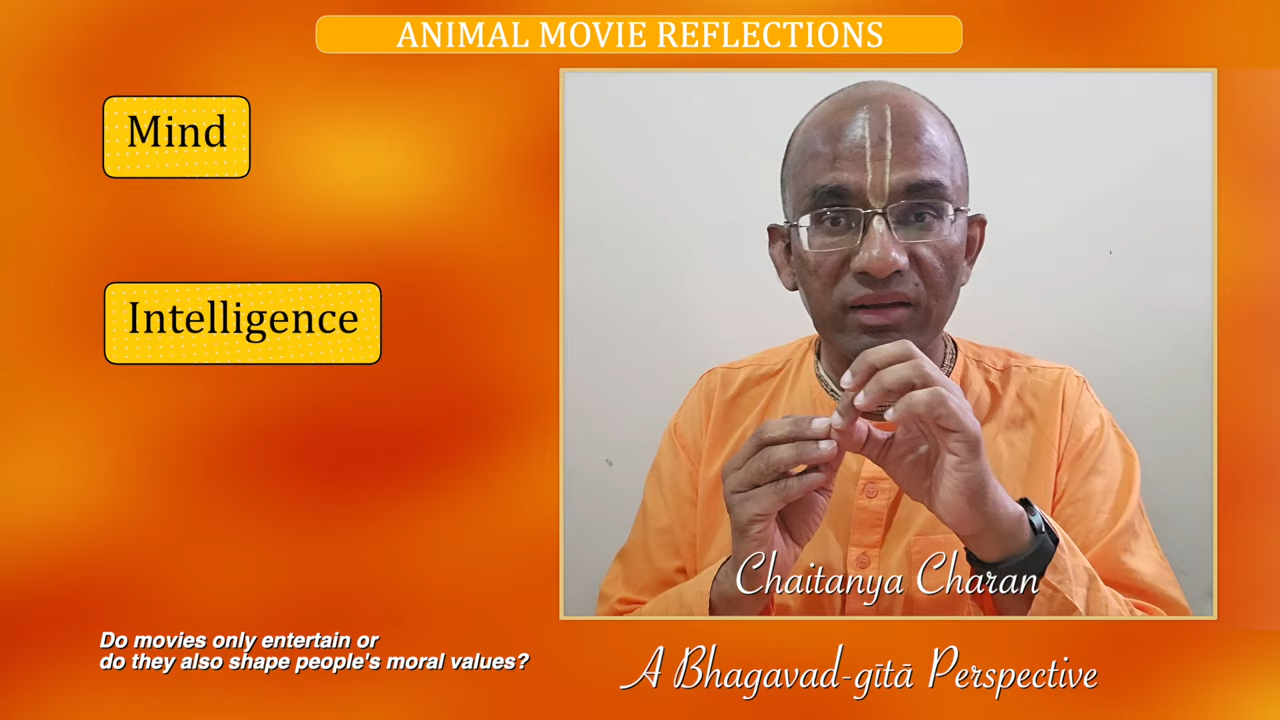 ANIMAL MOVIE REFLECTIONS
Mind
Intelligence
Chaitanya Charan
Do movies only entertain or
do they also shape people's moral values?
A Bhagavad-gītā Perspective